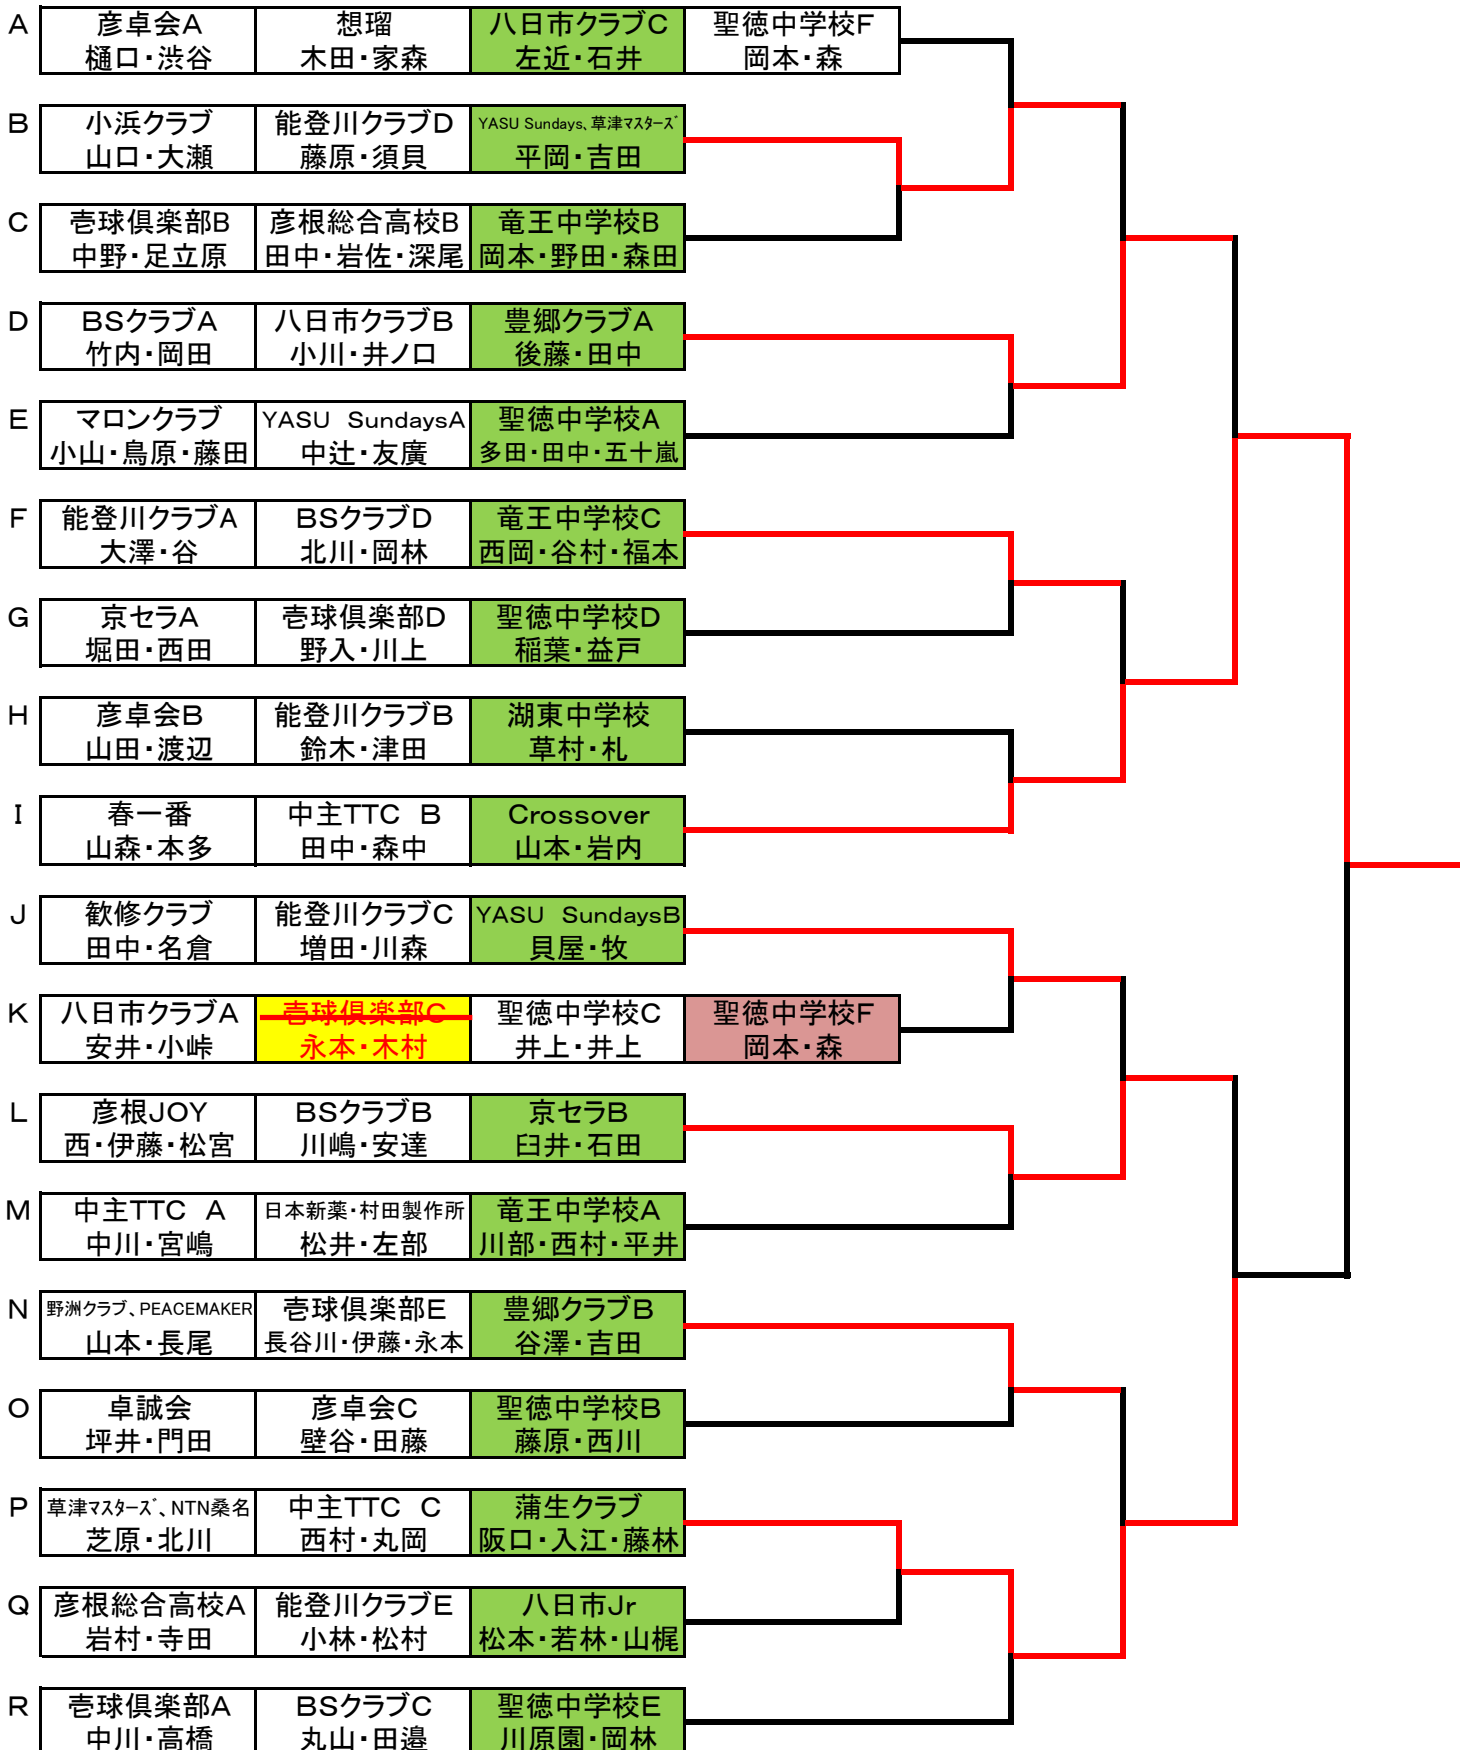 A
彦卓会A 想瑠 八日市クラブC 聖徳中学校F
樋口・渋谷 木田・家森 左近・石井 岡本・森
B
小浜クラブ 能登川クラブD YASU Sundays、草津マスターズ
山口・大瀬 藤原・須貝 平岡・吉田
C
壱球倶楽部B 彦根総合高校B 竜王中学校B
中野・足立原 田中・岩佐・深尾 岡本・野田・森田
D
BSクラブA 八日市クラブB 豊郷クラブA
竹内・岡田 小川・井ノ口 後藤・田中
E
マロンクラブ YASU SundaysA 聖徳中学校A
小山・鳥原・藤田 中辻・友廣 多田・田中・五十嵐
F
能登川クラブA BSクラブD 竜王中学校C
大澤・谷 北川・岡林 西岡・谷村・福本
G
京セラA 壱球倶楽部D 聖徳中学校D
堀田・西田 野入・川上 稲葉・益戸
H
彦卓会B 能登川クラブB 湖東中学校
山田・渡辺 鈴木・津田 草村・札
I
春一番 中主TTC B Crossover
山森・本多 田中・森中 山本・岩内
J
歓修クラブ 能登川クラブC YASU SundaysB
田中・名倉 増田・川森 貝屋・牧
K
八日市クラブA 壱球倶楽部C 聖徳中学校C 聖徳中学校F
安井・小峠 永本・木村 井上・井上 岡本・森
L
彦根JOY BSクラブB 京セラB
西・伊藤・松宮 川嶋・安達 臼井・石田
M
中主TTC A 日本新薬・村田製作所 竜王中学校A
中川・宮嶋 松井・左部 川部・西村・平井
N
野洲クラブ、PEACEMAKER 壱球倶楽部E 豊郷クラブB
山本・長尾 長谷川・伊藤・永本 谷澤・吉田
O
卓誠会 彦卓会C 聖徳中学校B
坪井・門田 壁谷・田藤 藤原・西川
P
草津マスターズ、NTN桑名 中主TTC C 蒲生クラブ
芝原・北川 西村・丸岡 阪口・入江・藤林
Q
彦根総合高校A 能登川クラブE 八日市Jr
岩村・寺田 小林・松村 松本・若林・山梶
R
壱球倶楽部A BSクラブC 聖徳中学校E
中川・高橋 丸山・田邉 川原園・岡林